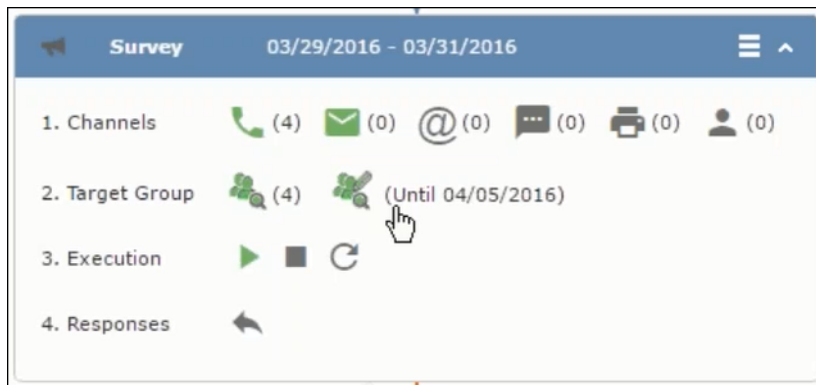 Survey 03/29/2016 - 03/31/2016
1. Channels (4) (0) @ (0) (0) (0) (0)
2. Target Group (4) (Until 04/05/2016)
3. Execution
4. Responses